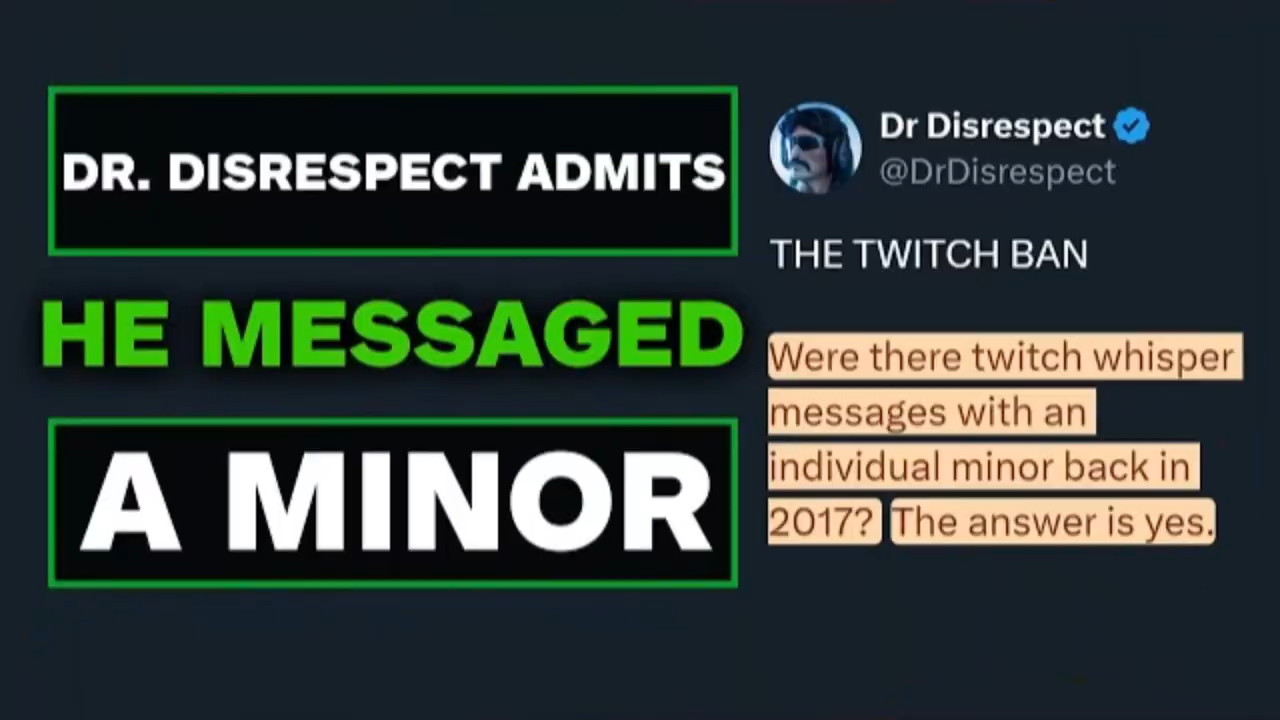 DR. DISRESPECT ADMITS
HE MESSAGED
A MINOR
Dr Disrespect
@DrDisrespect
THE TWITCH BAN
Were there twitch whisper
messages with an
individual minor back in
2017? The answer is yes.